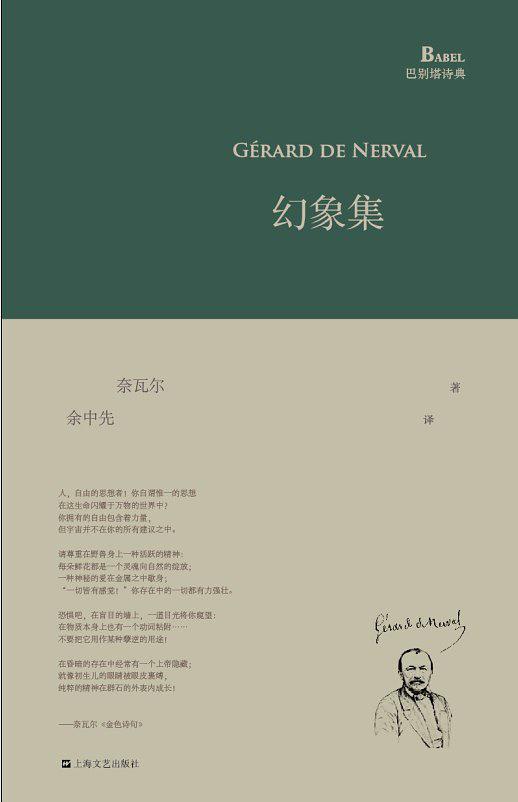 BABEL
巴别塔诗典
GÉRARD DE NERVAL
幻象集
奈瓦尔 著
余中先 译
人，自由的思想者！你自谓惟一的思想
在这生命闪耀于万物的世界中？
你拥有的自由包含着力量，
但宇宙并不在你的所有建议之中。
请尊重在野兽身上一种活跃的精神：
每朵鲜花都是一个灵魂向自然的绽放；
一种神秘的爱在金属之中歇身；
“一切皆有感觉！”你存在中的一切都有力强壮。
恐惧吧，在盲目的墙上，一道目光将你窥望：
在物质本身上也有一个动词粘附……
不要把它用作某种孽逆的用途！
在昏暗的存在中经常有一个上帝隐藏；
就像初生儿的眼睛被眼皮裹缚，
纯粹的精神在群石的外表内成长！
——奈瓦尔《金色诗句》
Gérard de Nerval
上海文艺出版社